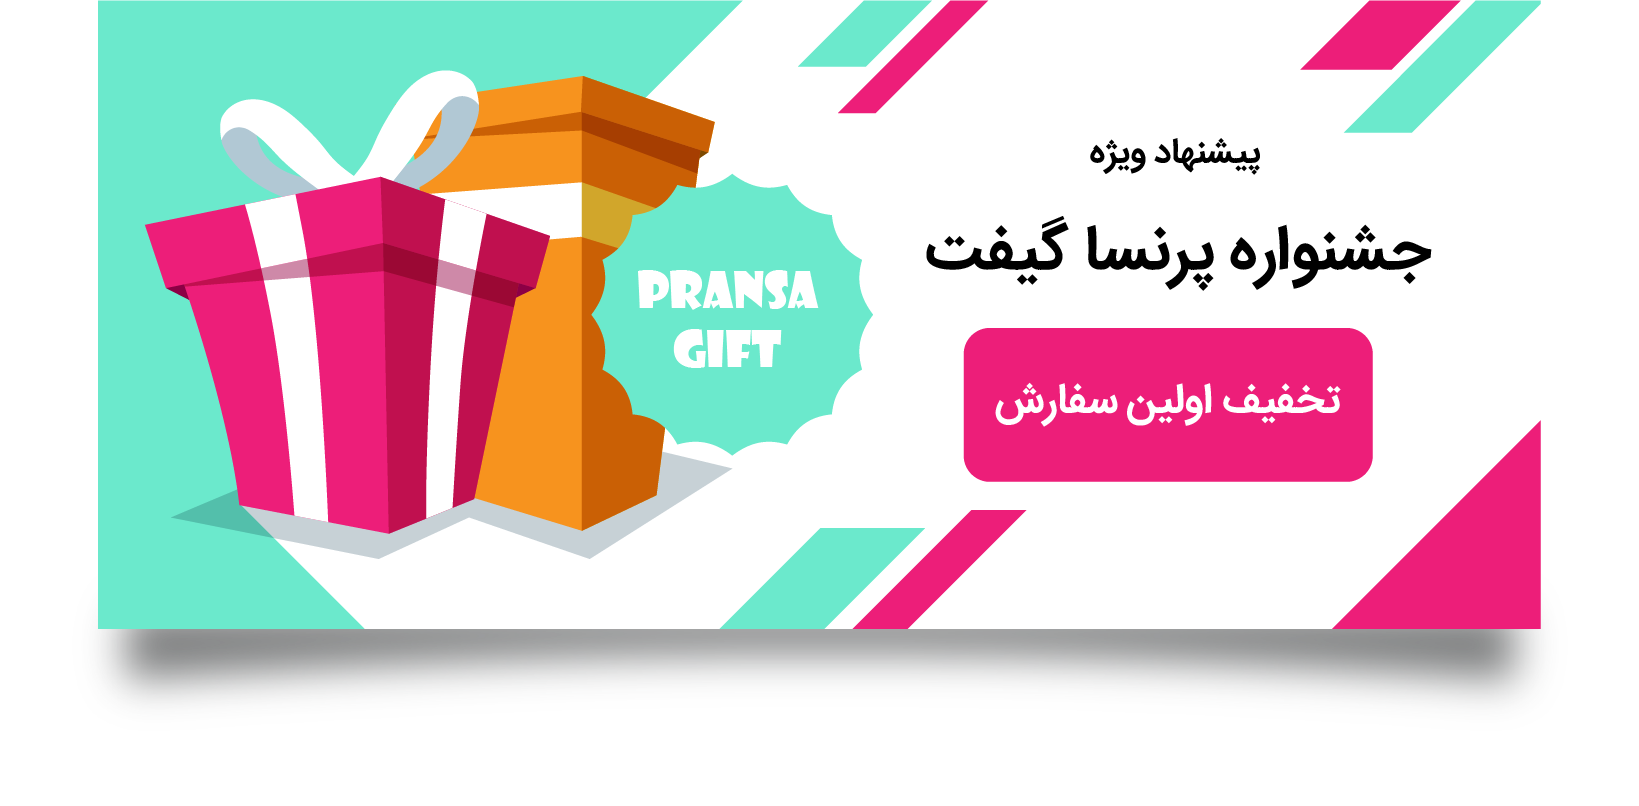 پیشنهاد ویژه
جشنواره پرنسا گیفت
تخفیف اولین سفارش
PRANSA
GIFT